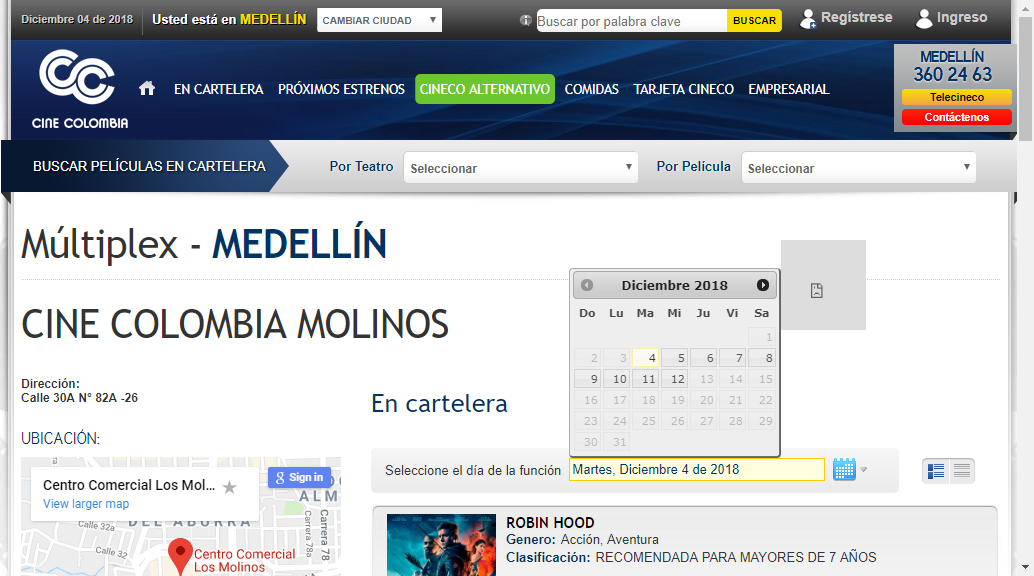 Diciembre 04 de 2018
Usted está en MEDELLÍN
CAMBIAR CIUDAD
Buscar por palabra clave
BUSCAR
Regístrese
Ingreso
CINE COLOMBIA
EN CARTELERA
PRÓXIMOS ESTRENOS
CINECO ALTERNATIVO
COMIDAS
TARJETA CINECO
EMPRESARIAL
MEDELLÍN
360 24 63
Telecineco
Contáctenos
BUSCAR PELÍCULAS EN CARTELERA
Por Teatro
Seleccionar
Por Película
Seleccionar
Múltiplex - MEDELLÍN
CINE COLOMBIA MOLINOS
Dirección:
Calle 30A N° 82A -26
UBICACIÓN:
Centro Comercial Los Mol...
View larger map
Sign in
ALM
DEL ABURRA
Calle 32a
Calle 32
Carrera 78a
Carrera 78
Centro Comercial
Los Molinos
En cartelera
Diciembre 2018
Do Lu Ma Mi Ju Vi Sa
1
2 3 4 5 6 7 8
9 10 11 12 13 14 15
16 17 18 19 20 21 22
23 24 25 26 27 28 29
30 31
Seleccione el día de la función
Martes, Diciembre 4 de 2018
ROBIN HOOD
Genero: Acción, Aventura
Clasificación: RECOMENDADA PARA MAYORES DE 7 AÑOS